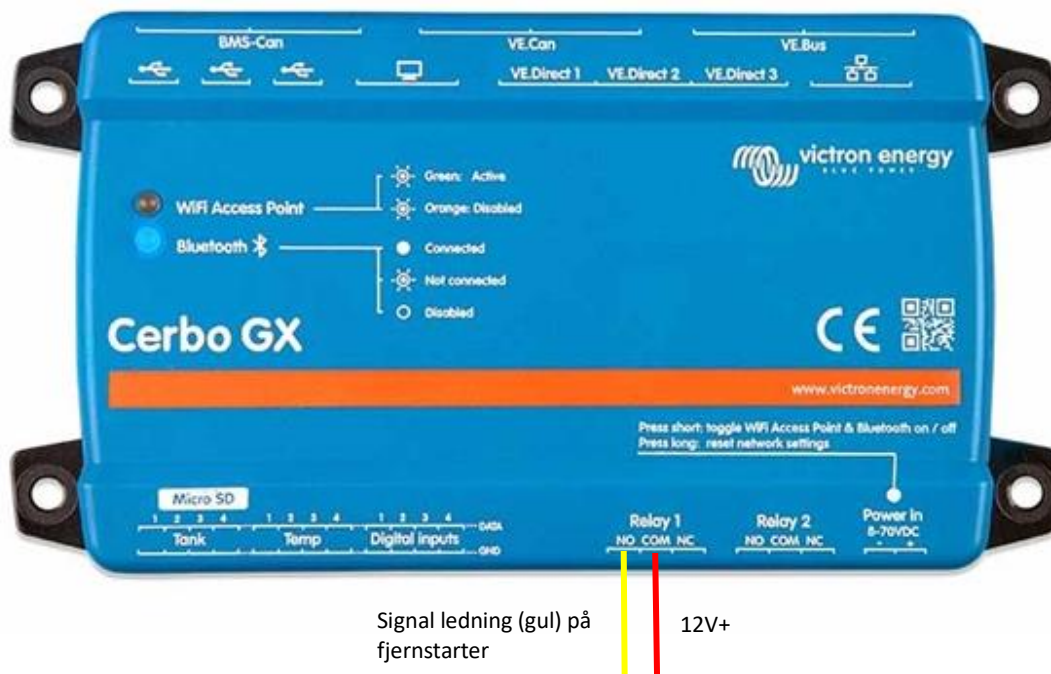 BMS-Can VE.Can VE.Bus
VE.Direct 1 VE.Direct 2 VE.Direct 3
victron energy
BLUE POWER
Green: Active
WiFi Access Point
Orange: Disabled
Bluetooth
Connected
Not connected
Disabled
Cerbo GX
CE
www.victronenergy.com
Press short: toggle WiFi Access Point & Bluetooth on / off
Press long: reset network settings
Micro SD
1 2 3 4 1 2 3 4 1 2 3 4 DATA
Tank Temp Digital inputs
GND
Relay 1 Relay 2 Power in
8-70VDC
NO COM NC NO COM NC - +
Signal ledning (gul) på
fjernstarter
12V+